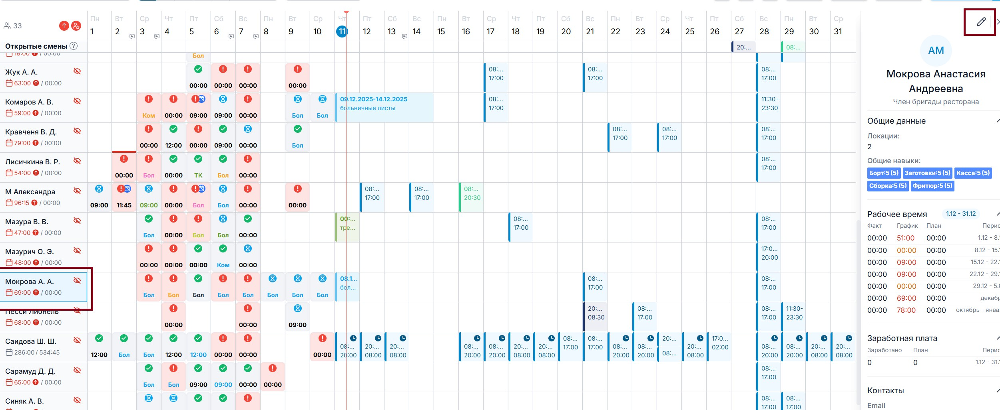 33
Пн Вт Ср Чт Пт Сб Вс Пн Вт Ср Чт Пт Сб Вс Пн Вт Ср Чт Пт Сб Вс Пн Вт Ср Чт Пт Сб Вс Пн Вт Ср
1 2 3 4 5 6 7 8 9 10 11 12 13 14 15 16 17 18 19 20 21 22 23 24 25 26 27 28 29 30 31
Открытые смены ?
20:... 08:...
18:00 / 00:00 Бол
Жук А. А.
08:... 08:... 08:...
17:00 17:00 17:00
63:00 / 00:00 00:00 00:00 00:00 00:00
Комаров А. В.
09.12.2025-14.12.2025 08:... 11:30-
больничные листы 17:00 23:30
59:00 / 00:00 Ком 00:00 09:00 09:00 00:00 Бол Бол
Кравченя В. Д.
08:... 08:... 08:...
17:00 17:00 17:00
79:00 / 00:00 00:00 12:00 00:00 09:00 00:00 Бол
Лисичкина В. Р.
08:...
17:00
54:00 / 00:00 00:00 Бол 00:00 ТК Бол 00:00
М Александра
08:... 08:... 08:...
17:00 17:00 20:30
96:15 / 00:00 09:00 11:45 09:00 00:00 Бол Бол 00:00 00:00
Мазура В. В.
00:... 08:... 08:...
тре... 17:00 17:00
47:00 / 00:00 Бол 00:00 Бол Бол 00:00
Мазурич О. Э.
17:0...
20:00
48:00 / 00:00 00:00 00:00 00:00 Ком 00:00
Мокрова А. А.
08.1... 08:... 08:...
бол... 17:00 17:00
69:00 / 00:00 Бол Бол Бол Бол Бол Бол Бол Бол
Песси Лионель
20:... 08:... 08:... 11:30-
08:30 17:00 17:00 23:30
68:00 / 00:00 00:00 00:00 09:00
Саидова Ш. Ш.
20:... 08:... 08:... 17:0...
17:00 17:00 02:00
08:... 20:... 20:... 08:... 08:... 20:... 20:... 08:... 08:... 08:... 20:... 08:... 08:... 20:... 20:...
286:00 / 534:45 12:00 Бол Бол 12:00 12:00 00:00 00:00 00:00 20:00 08:00 08:00 20:00 20:00 08:00 08:00 20:00 20:00 08:00 20:00 20:00 08:00 08:00
Сарамуд Д. Д.
08:...
17:00
65:00 / 00:00 Бол Бол 09:00 09:00 00:00 00:00
Синяк А. В.
08:... 08:...
17:00 17:00
АМ
Мокрова Анастасия
Андреевна
Член бригады ресторана
Общие данные
Локации:
2
Общие навыки:
Борт:5 (5) Заготовки:5 (5) Касса:5 (5)
Сборка:5 (5) Фритюр:5 (5)
Рабочее время 1.12 - 31.12
Факт График План
00:00 51:00 00:00 1.12 - 8.1
00:00 00:00 00:00 8.12 - 15.
00:00 09:00 00:00 15.12 - 22.
00:00 09:00 00:00 22.12 - 29.
00:00 00:00 00:00 29.12 - 5.0
00:00 69:00 00:00 декабр
00:00 78:00 00:00 октябрь - янва.
Заработная плата
Заработано План
0 0 1.12 - 31.
Контакты
Email